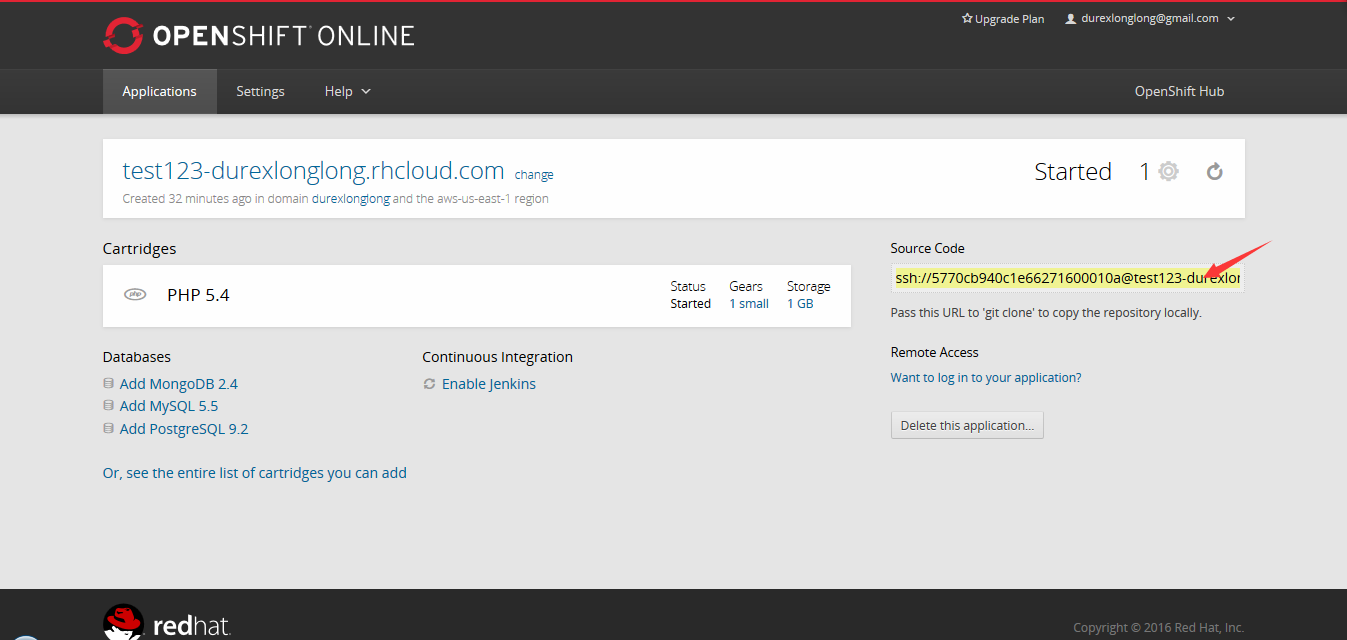 Upgrade Plan
durexlonglong@gmail.com
OPENSHIFT ONLINE
Applications
Settings
Help
OpenShift Hub
test123-durexlonglong.rhcloud.com change
Started 1
Created 32 minutes ago in domain durexlonglong and the aws-us-east-1 region
Cartridges
php
PHP 5.4
Status Gears Storage
Started 1 small 1 GB
Databases
Add MongoDB 2.4
Add MySQL 5.5
Add PostgreSQL 9.2
Continuous Integration
Enable Jenkins
Or, see the entire list of cartridges you can add
Source Code
ssh://5770cb940c1e66271600010a@test123-durexlon
Pass this URL to 'git clone' to copy the repository locally.
Remote Access
Want to log in to your application?
Delete this application...
redhat.
Copyright © 2016 Red Hat, Inc.